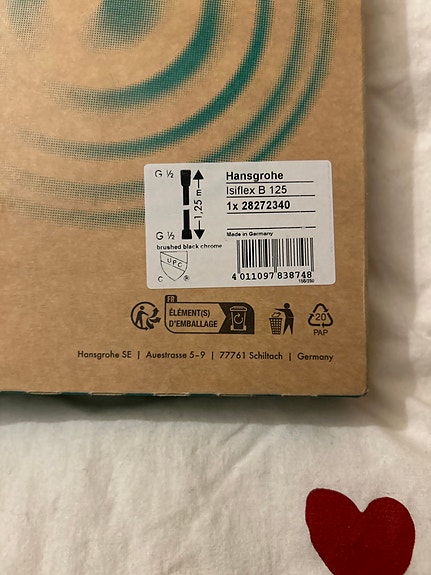 Hansgrohe
Isiflex B 125
1x 28272340
G ½
1,25 m
G ½
Made in Germany
brushed black chrome
UPC
C ®
4 011097 838748
FR
ÉLÉMENT(S)
D'EMBALLAGE
20
PAP
Hansgrohe SE | Auestrasse 5–9 | 77761 Schiltach | Germany